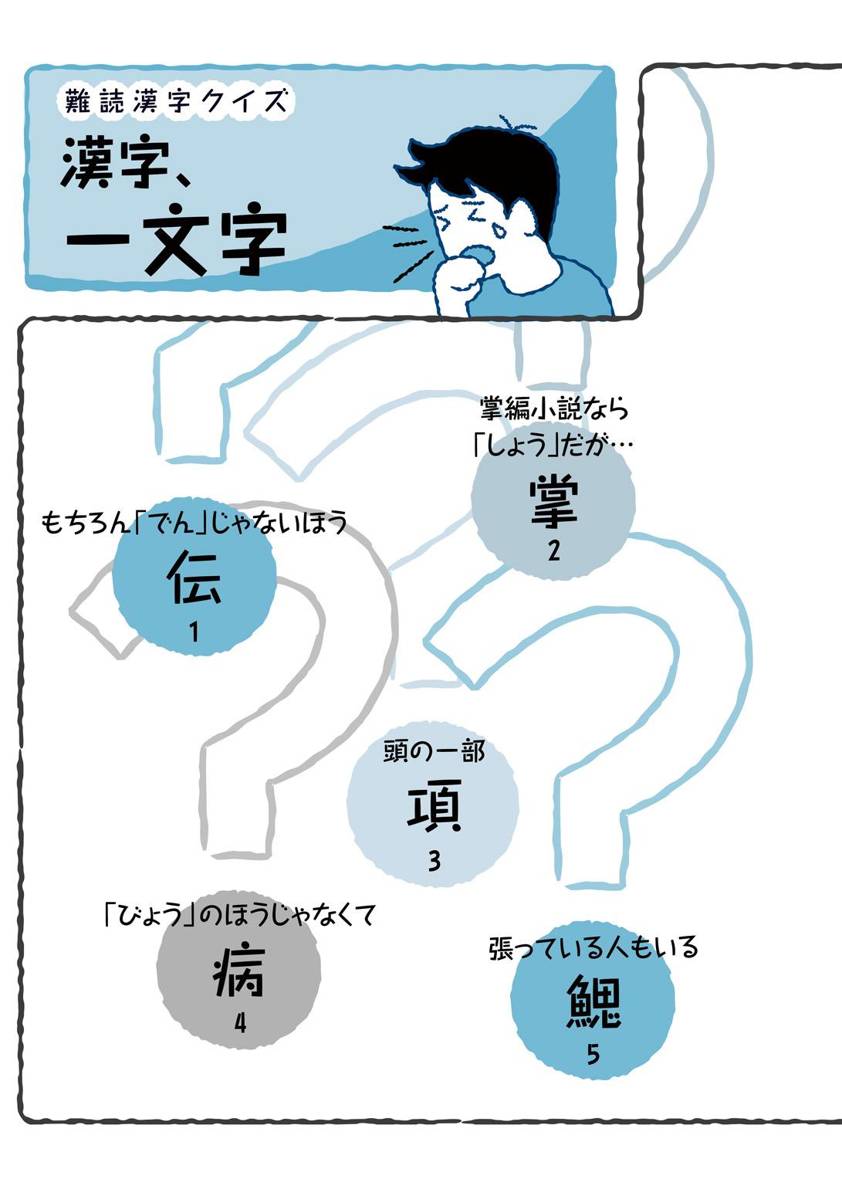 難読漢字クイズ
漢字、
一文字
もちろん「でん」じゃないほう
伝
1
掌編小説なら
「しょう」だが…
掌
2
頭の一部
項
3
「びょう」のほうじゃなくて
病
4
張っている人もいる
鰓
5